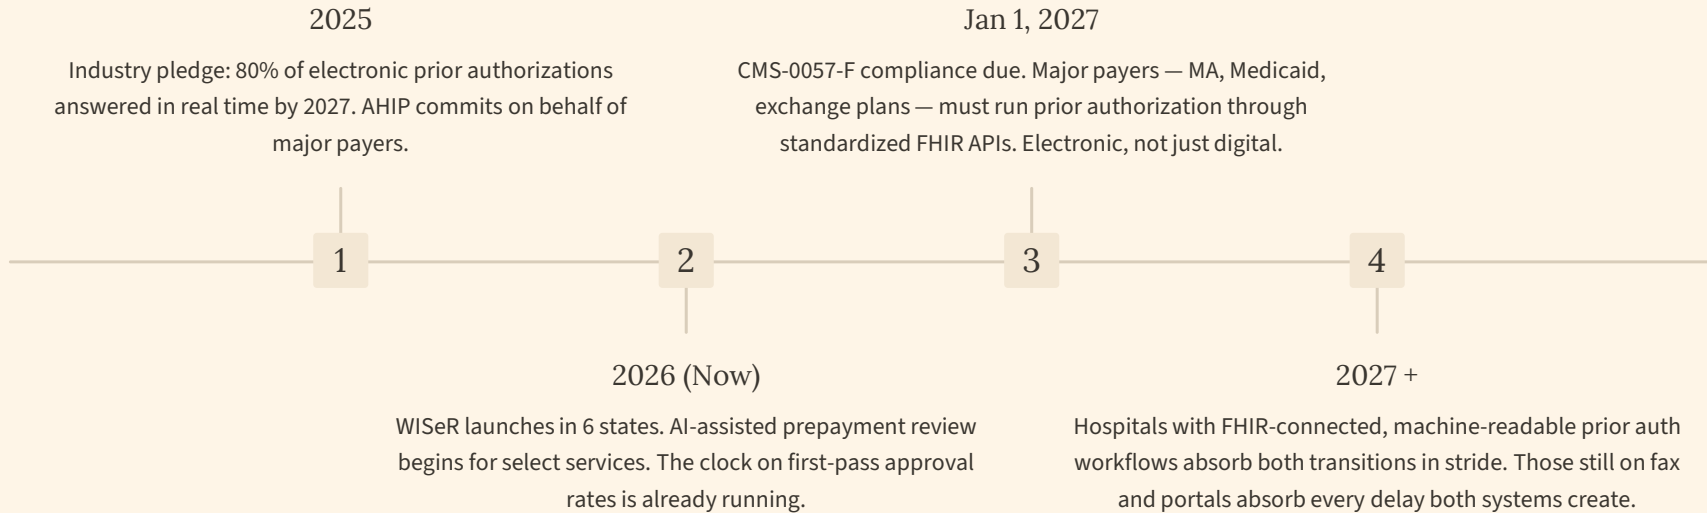 2025
Industry pledge: 80% of electronic prior authorizations
answered in real time by 2027. AHIP commits on behalf of
major payers.
Jan 1, 2027
CMS-0057-F compliance due. Major payers — MA, Medicaid,
exchange plans — must run prior authorization through
standardized FHIR APIs. Electronic, not just digital.
1
2
3
4
2026 (Now)
WISeR launches in 6 states. AI-assisted prepayment review
begins for select services. The clock on first-pass approval
rates is already running.
2027 +
Hospitals with FHIR-connected, machine-readable prior auth
workflows absorb both transitions in stride. Those still on fax
and portals absorb every delay both systems create.